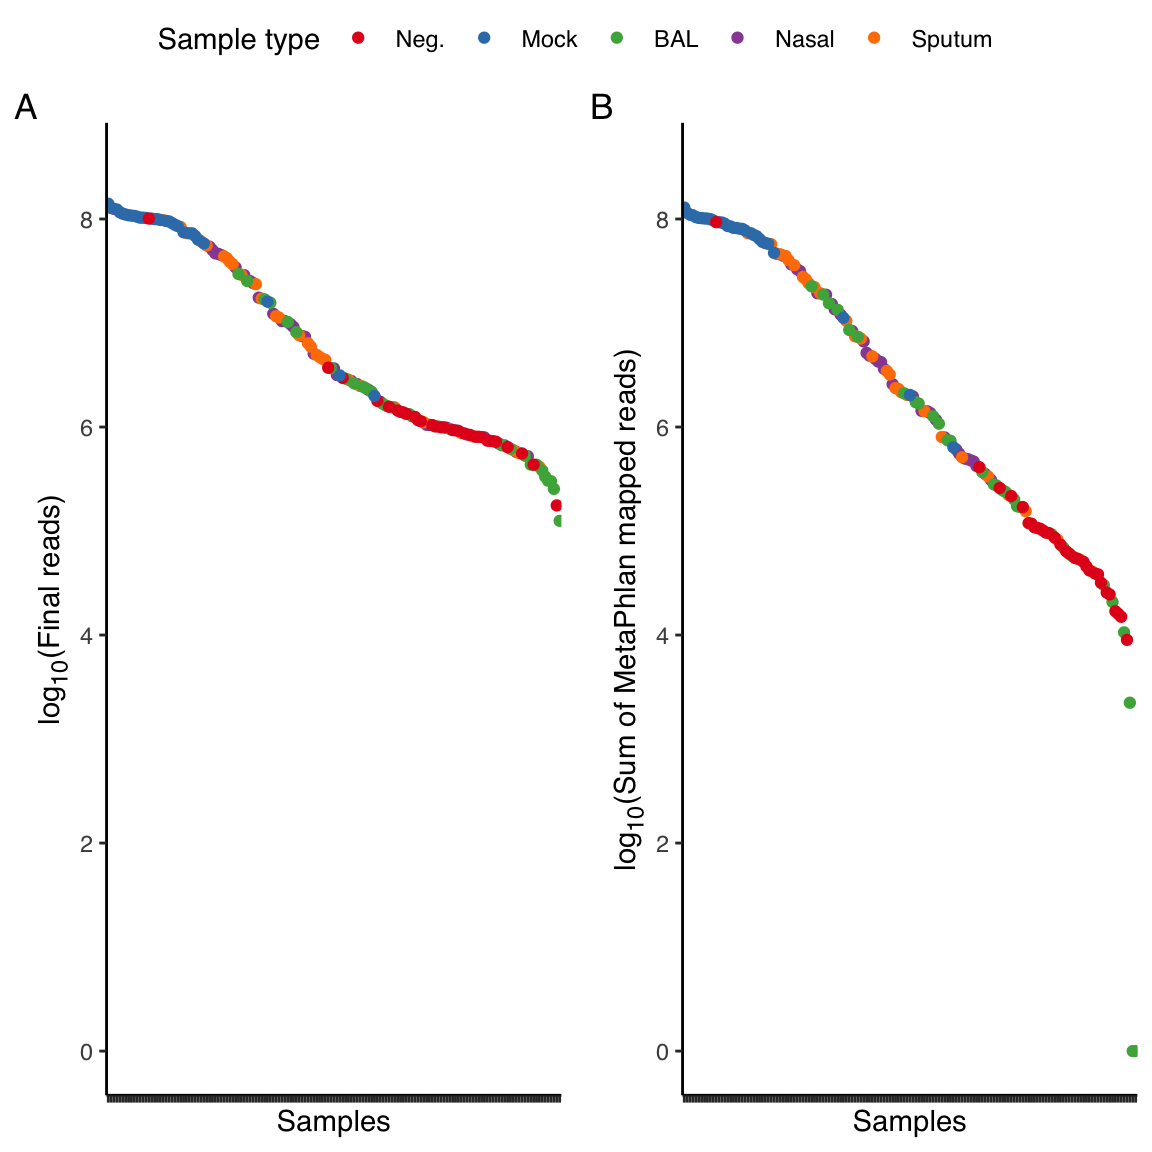 Sample type Neg. Mock BAL Nasal Sputum
A
B
8
6
4
2
0
log10(Final reads)
Samples
8
6
4
2
0
log10(Sum of MetaPhlan mapped reads)
Samples